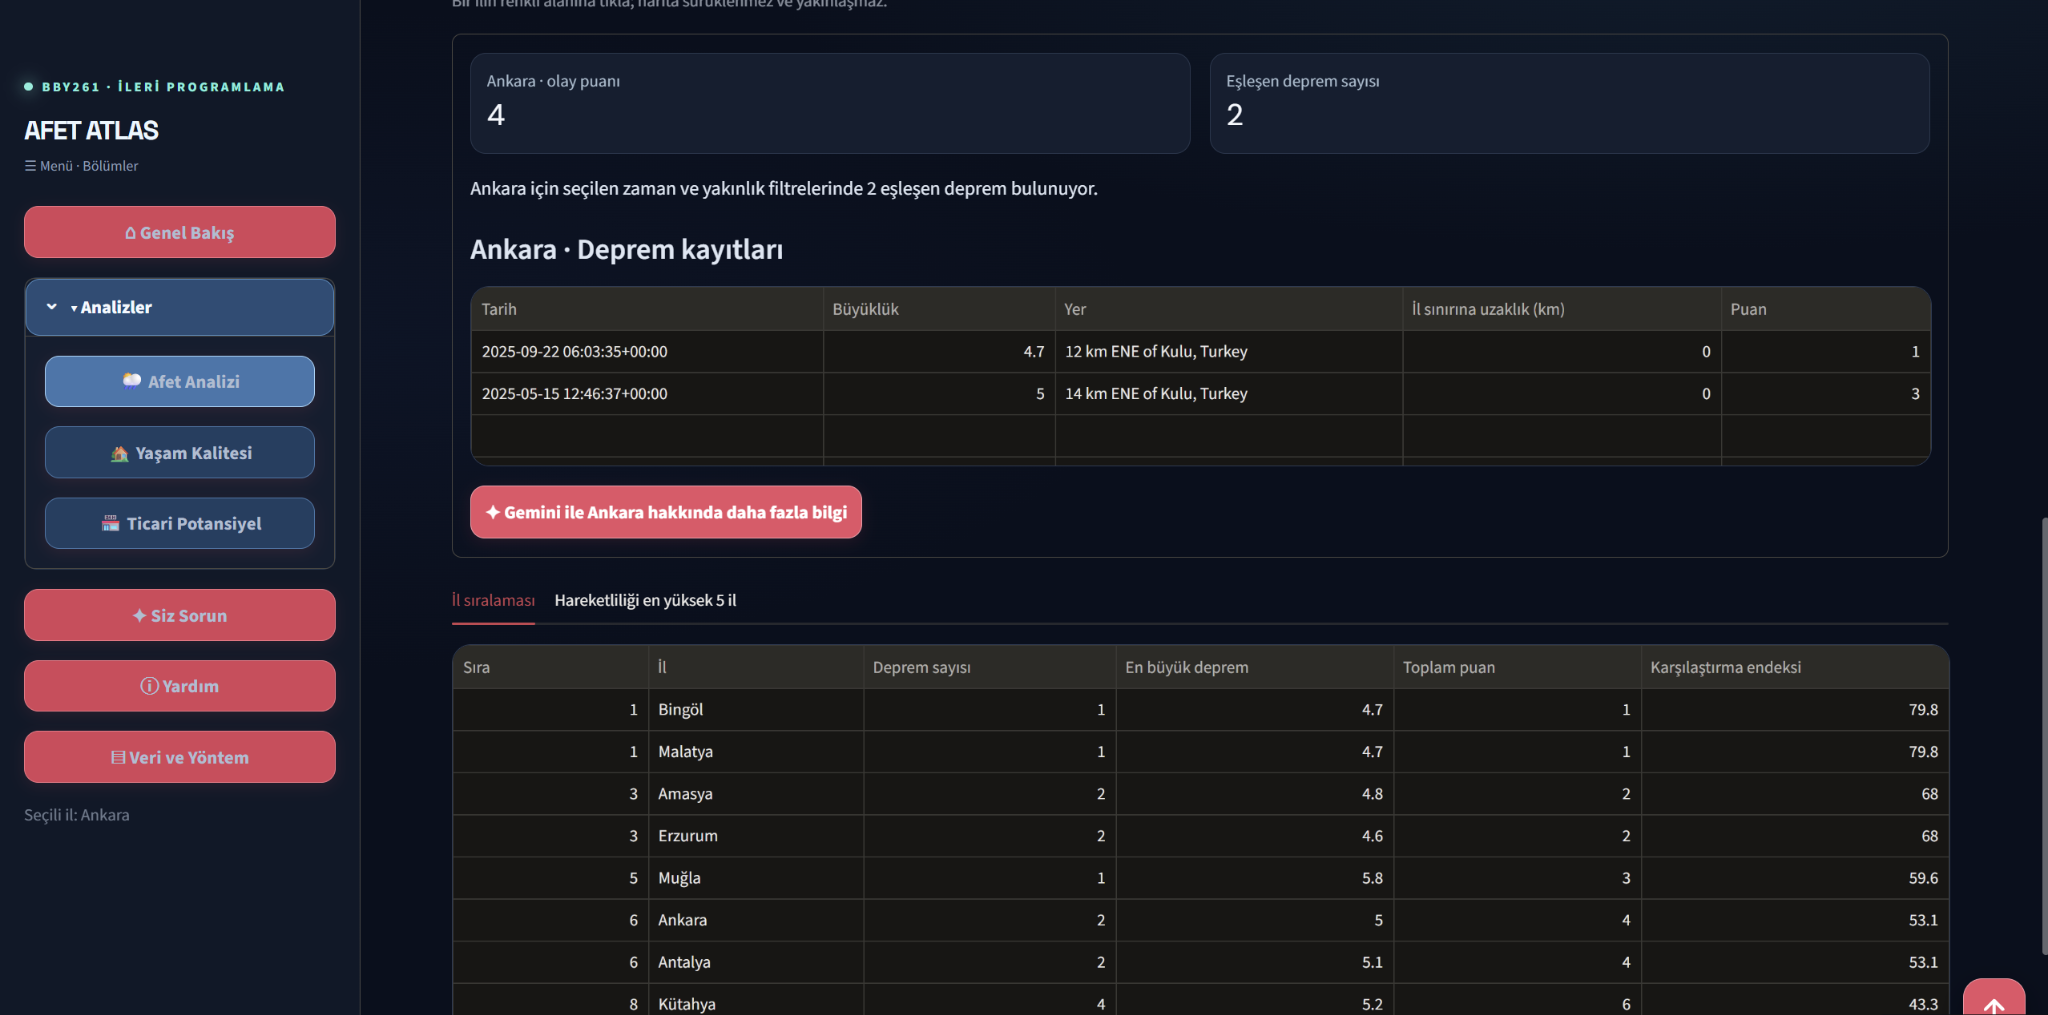 Bir ilin renkli alanına tıkla; harita sürüklenmez ve yakınlaşmaz.
BBY261 · İLERİ PROGRAMLAMA
AFET ATLAS
☰ Menü · Bölümler
⌂ Genel Bakış
▾ Analizler
Afet Analizi
Yaşam Kalitesi
Ticari Potansiyel
✦ Siz Sorun
ⓘ Yardım
▤ Veri ve Yöntem
Seçili il: Ankara
Ankara · olay puanı
4
Eşleşen deprem sayısı
2
Ankara için seçilen zaman ve yakınlık filtrelerinde 2 eşleşen deprem bulunuyor.
Ankara · Deprem kayıtları
Tarih Büyüklük Yer İl sınırına uzaklık (km) Puan
2025-09-22 06:03:35+00:00 4.7 12 km ENE of Kulu, Turkey 0 1
2025-05-15 12:46:37+00:00 5 14 km ENE of Kulu, Turkey 0 3
✦ Gemini ile Ankara hakkında daha fazla bilgi
İl sıralaması Hareketliliği en yüksek 5 il
Sıra İl Deprem sayısı En büyük deprem Toplam puan Karşılaştırma endeksi
1 Bingöl 1 4.7 1 79.8
1 Malatya 1 4.7 1 79.8
3 Amasya 2 4.8 2 68
3 Erzurum 2 4.6 2 68
5 Muğla 1 5.8 3 59.6
6 Ankara 2 5 4 53.1
6 Antalya 2 5.1 4 53.1
8 Kütahya 4 5.2 6 43.3